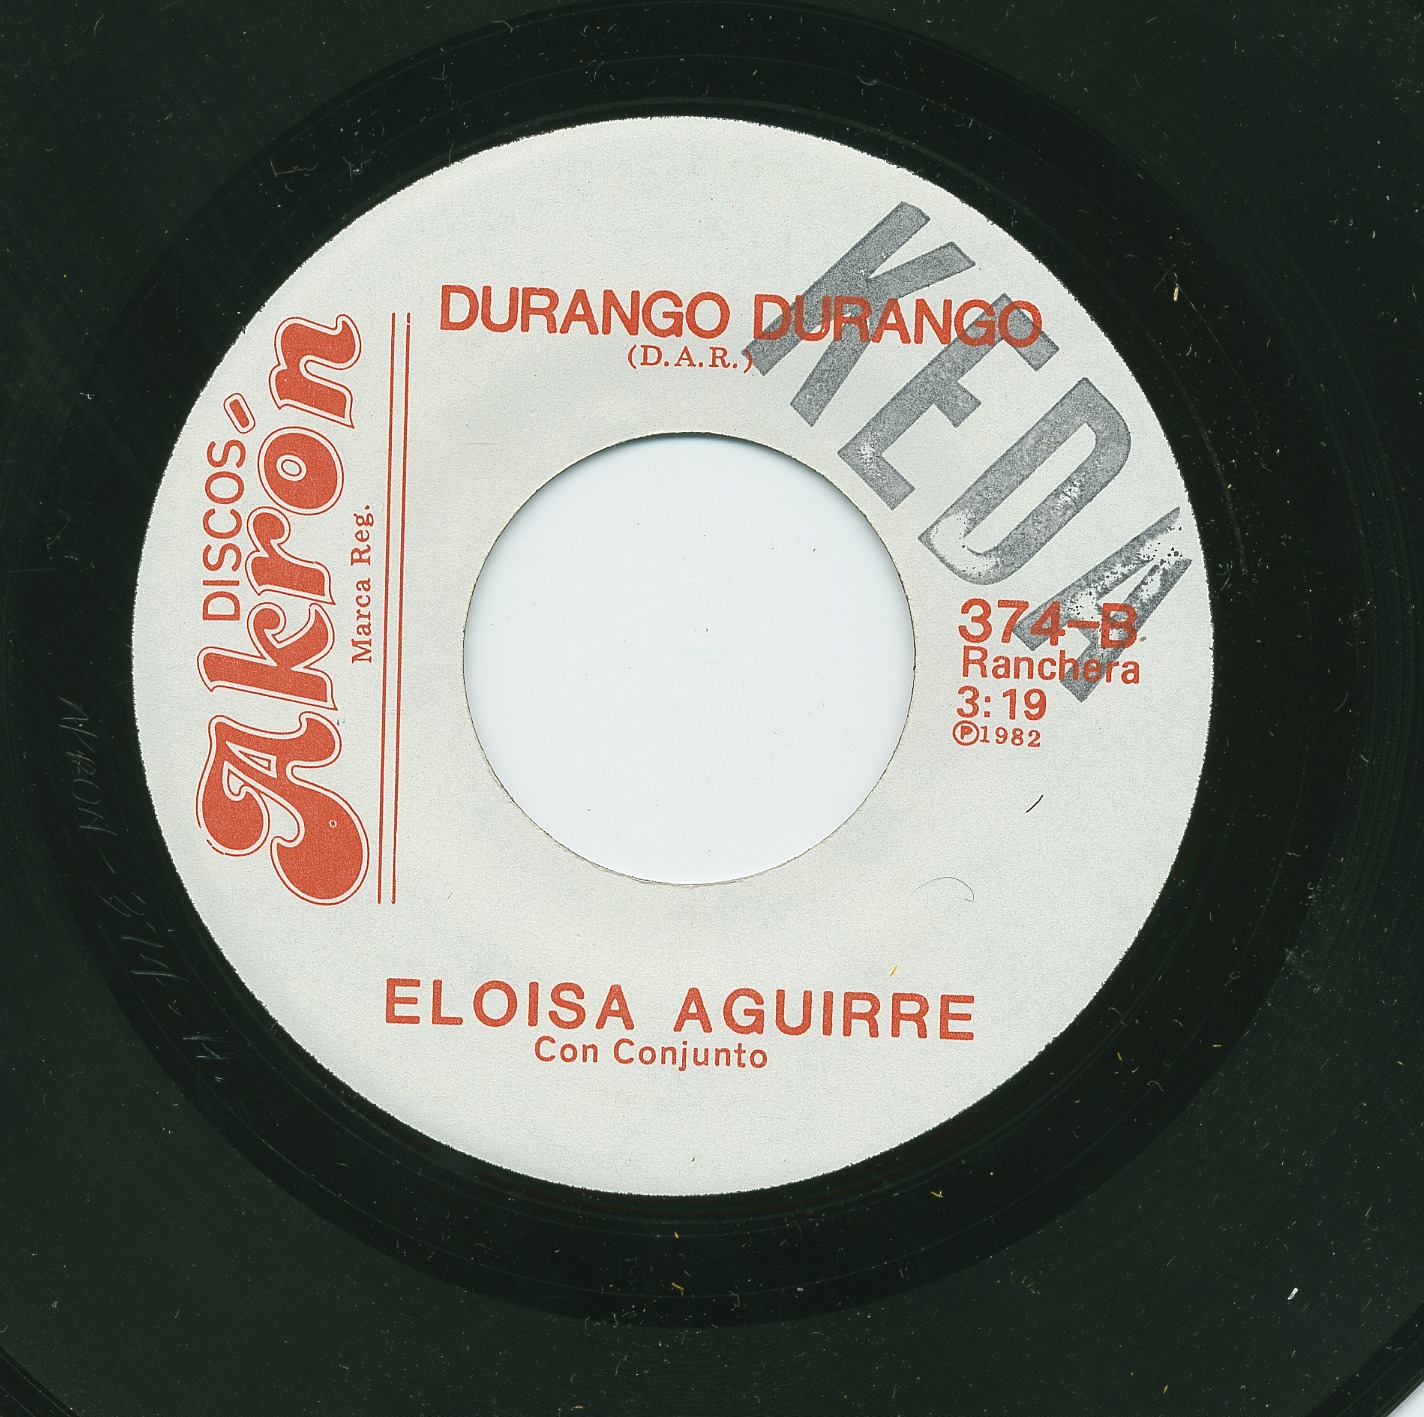 DURANGO DURANGO
(D.A.R.)
KEDA
DISCOS
Akrón
Marca Reg.
374-B
Ranchera
3:19
℗1982
ELOISA AGUIRRE
Con Conjunto